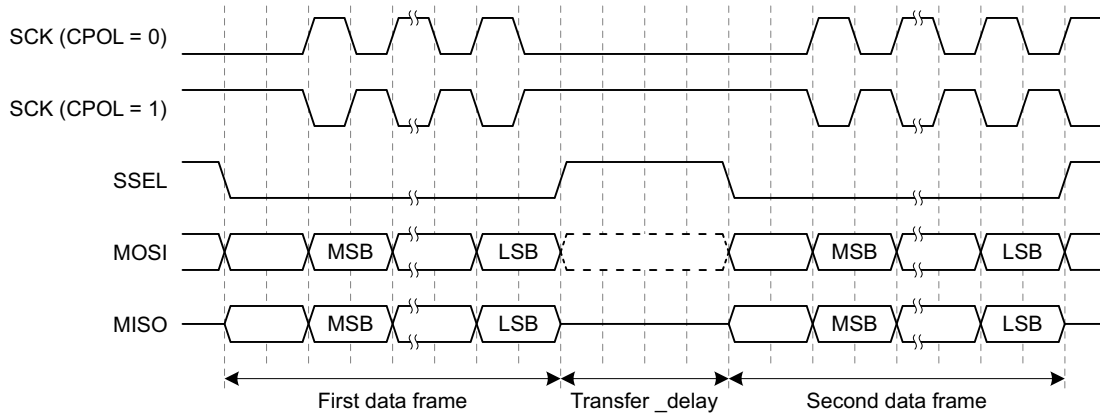 SCK (CPOL = 0)
SCK (CPOL = 1)
SSEL
MOSI MSB LSB MSB LSB
MISO MSB LSB MSB LSB
First data frame Transfer _delay Second data frame